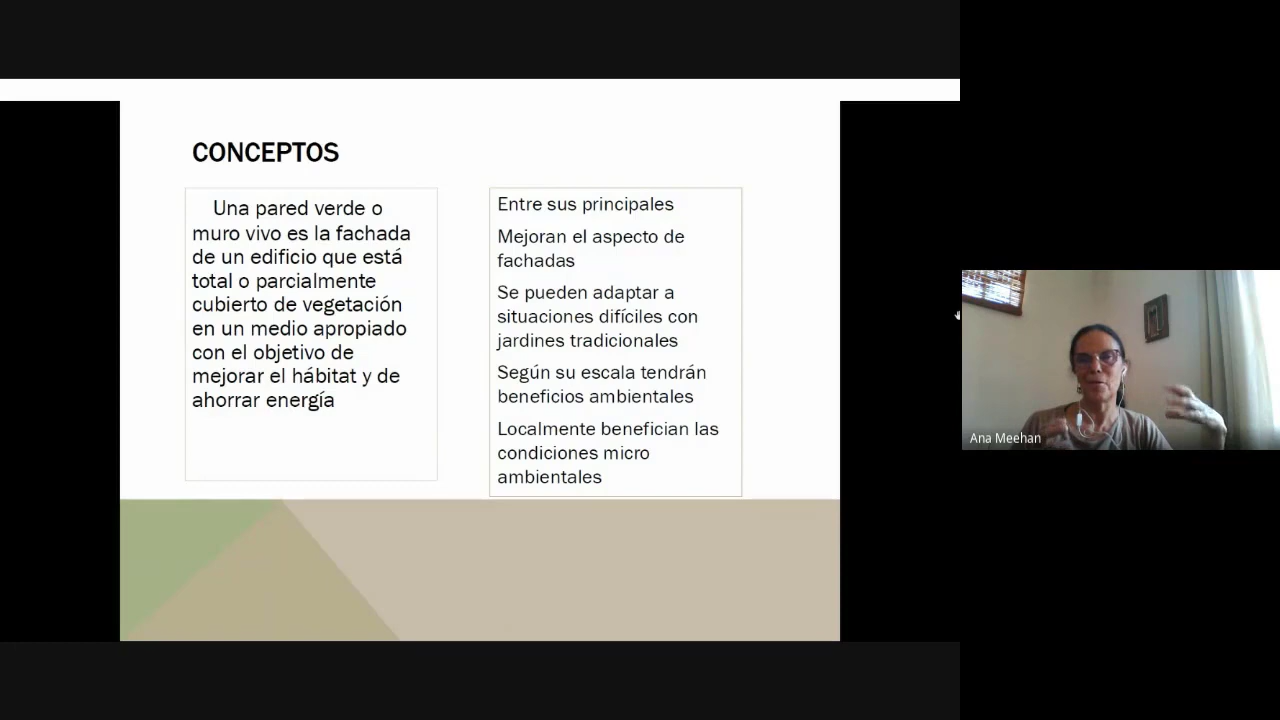 CONCEPTOS
Una pared verde o
muro vivo es la fachada
de un edificio que está
total o parcialmente
cubierto de vegetación
en un medio apropiado
con el objetivo de
mejorar el hábitat y de
ahorrar energía
Entre sus principales
Mejoran el aspecto de
fachadas
Se pueden adaptar a
situaciones difíciles con
jardines tradicionales
Según su escala tendrán
beneficios ambientales
Localmente benefician las
condiciones micro
ambientales
Ana Meehan